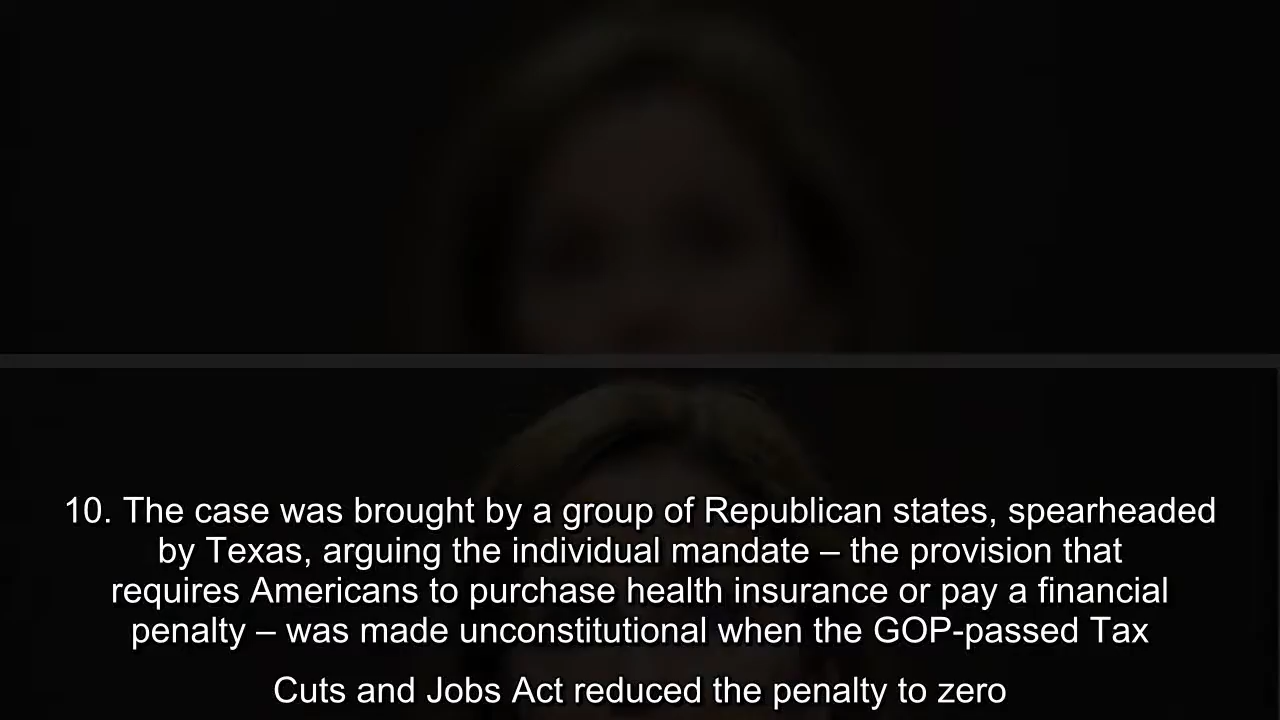 10. The case was brought by a group of Republican states, spearheaded
by Texas, arguing the individual mandate – the provision that
requires Americans to purchase health insurance or pay a financial
penalty – was made unconstitutional when the GOP-passed Tax
Cuts and Jobs Act reduced the penalty to zero